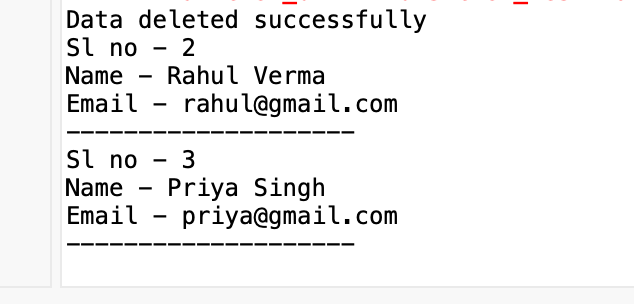 Data deleted successfully
Sl no - 2
Name - Rahul Verma
Email - rahul@gmail.com
--------------------
Sl no - 3
Name - Priya Singh
Email - priya@gmail.com
--------------------